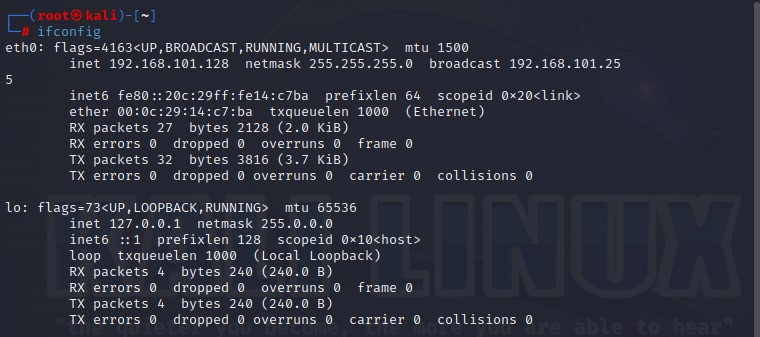 ┌──(root㉿kali)-[~]
└─# ifconfig
eth0: flags=4163<UP,BROADCAST,RUNNING,MULTICAST>  mtu 1500
        inet 192.168.101.128  netmask 255.255.255.0  broadcast 192.168.101.25
5
        inet6 fe80::20c:29ff:fe14:c7ba  prefixlen 64  scopeid 0×20<link>
        ether 00:0c:29:14:c7:ba  txqueuelen 1000  (Ethernet)
        RX packets 27  bytes 2128 (2.0 KiB)
        RX errors 0  dropped 0  overruns 0  frame 0
        TX packets 32  bytes 3816 (3.7 KiB)
        TX errors 0  dropped 0 overruns 0  carrier 0  collisions 0

lo: flags=73<UP,LOOPBACK,RUNNING>  mtu 65536
        inet 127.0.0.1  netmask 255.0.0.0
        inet6 ::1  prefixlen 128  scopeid 0×10<host>
        loop  txqueuelen 1000  (Local Loopback)
        RX packets 4  bytes 240 (240.0 B)
        RX errors 0  dropped 0  overruns 0  frame 0
        TX packets 4  bytes 240 (240.0 B)
        TX errors 0  dropped 0 overruns 0  carrier 0  collisions 0
KALI LINUX
"the quieter you become, the more you are able to hear"